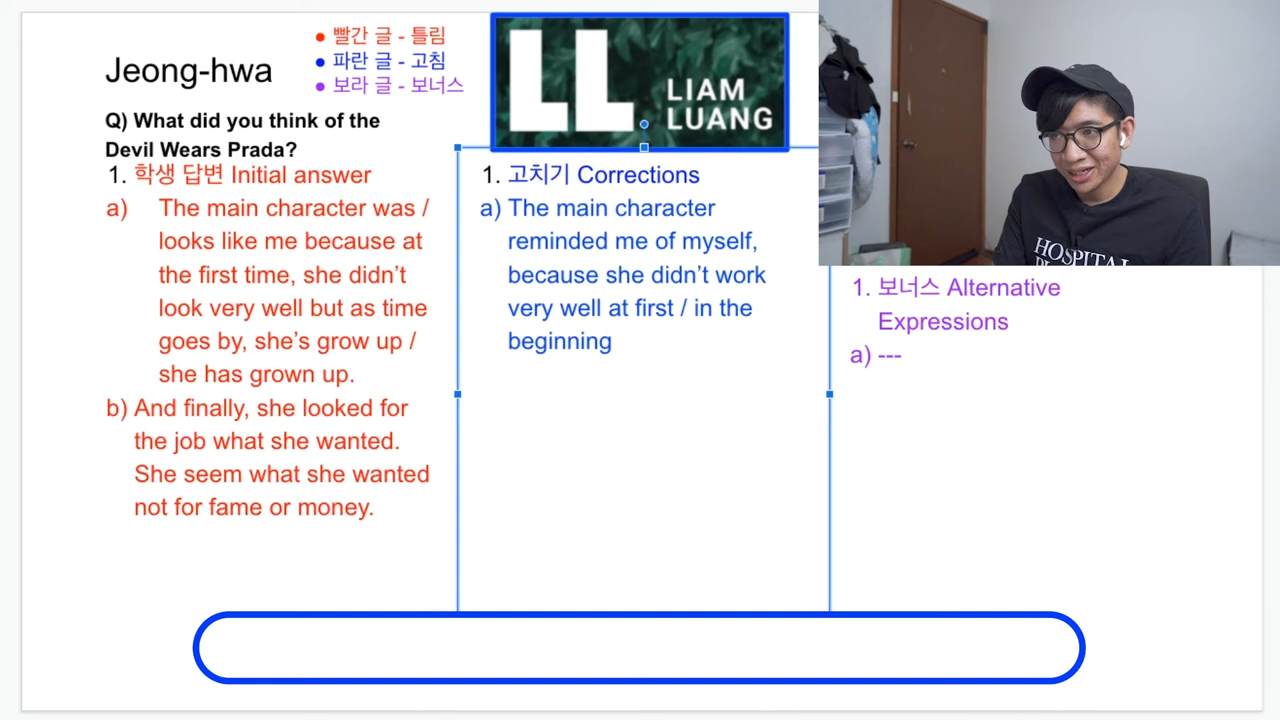 Jeong-hwa
● 빨간 글 - 틀림
● 파란 글 - 고침
● 보라 글 - 보너스
Q) What did you think of the
Devil Wears Prada?
1. 학생 답변 Initial answer
a) The main character was /
looks like me because at
the first time, she didn't
look very well but as time
goes by, she's grow up /
she has grown up.
b) And finally, she looked for
the job what she wanted.
She seem what she wanted
not for fame or money.
LL
LIAM
LUANG
1. 고치기 Corrections
a) The main character
reminded me of myself,
because she didn't work
very well at first / in the
beginning
HOSPITAL
1. 보너스 Alternative
Expressions
a) ---